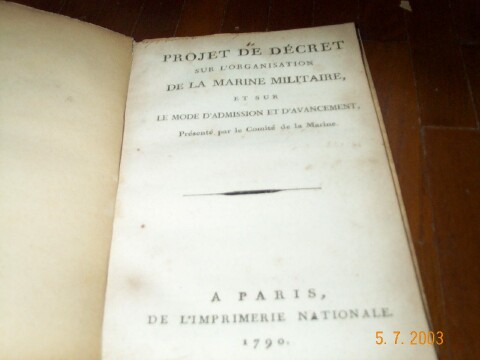 PROJET DE DÉCRET
SUR L'ORGANISATION
DE LA MARINE MILITAIRE,
ET SUR
LE MODE D'ADMISSION ET D'AVANCEMENT,
Présenté par le Comité de la Marine.
A PARIS,
DE L'IMPRIMERIE NATIONALE.
1790.
5.7.2003